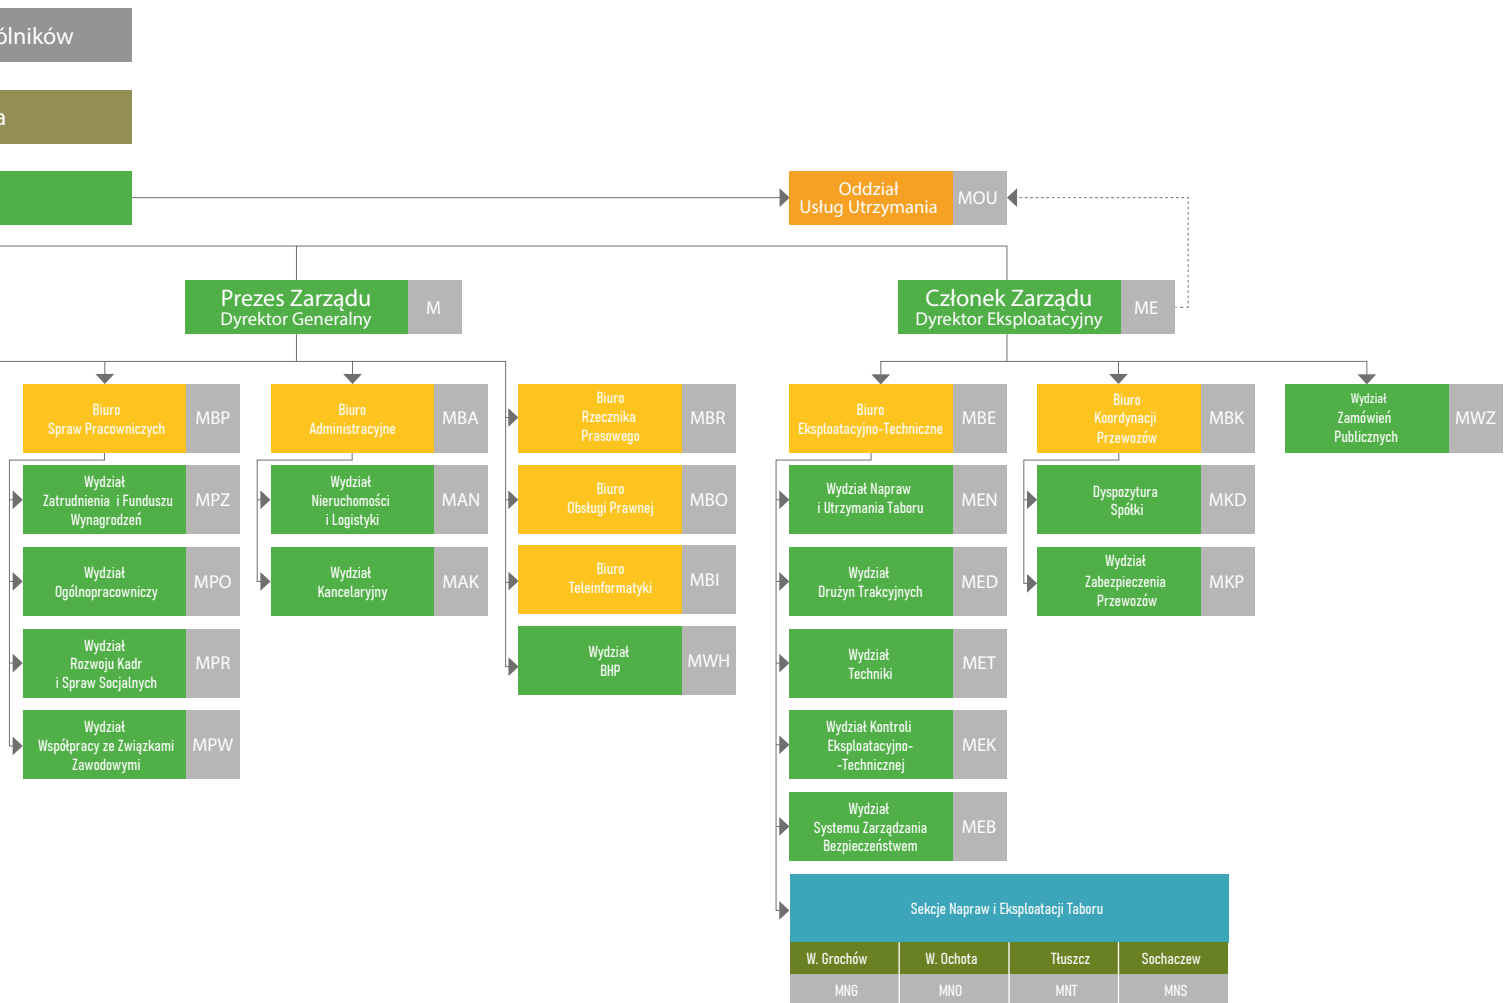 ólników
a
Oddział
Usług Utrzymania
MOU
Prezes Zarządu
Dyrektor Generalny
M
Członek Zarządu
Dyrektor Eksploatacyjny
ME
Biuro
Spraw Pracowniczych
MBP
Biuro
Administracyjne
MBA
Biuro
Rzecznika
Prasowego
MBR
Biuro
Eksploatacyjno-Techniczne
MBE
Biuro
Koordynacji
Przewozów
MBK
Wydział
Zamówień
Publicznych
MWZ
Wydział
Zatrudnienia i Funduszu
Wynagrodzeń
MPZ
Wydział
Nieruchomości
i Logistyki
MAN
Biuro
Obsługi Prawnej
MBO
Wydział Napraw
i Utrzymania Taboru
MEN
Dyspozytura
Spółki
MKD
Wydział
Ogólnopracowniczy
MPO
Wydział
Kancelaryjny
MAK
Biuro
Teleinformatyki
MBI
Wydział
Drużyn Trakcyjnych
MED
Wydział
Zabezpieczenia
Przewozów
MKP
Wydział
Rozwoju Kadr
i Spraw Socjalnych
MPR
Wydział
BHP
MWH
Wydział
Techniki
MET
Wydział
Współpracy ze Związkami
Zawodowymi
MPW
Wydział Kontroli
Eksploatacyjno-
-Technicznej
MEK
Wydział
Systemu Zarządzania
Bezpieczeństwem
MEB
Sekcje Napraw i Eksploatacji Taboru
W. Grochów W. Ochota Tłuszcz Sochaczew
MNG MNO MNT MNS